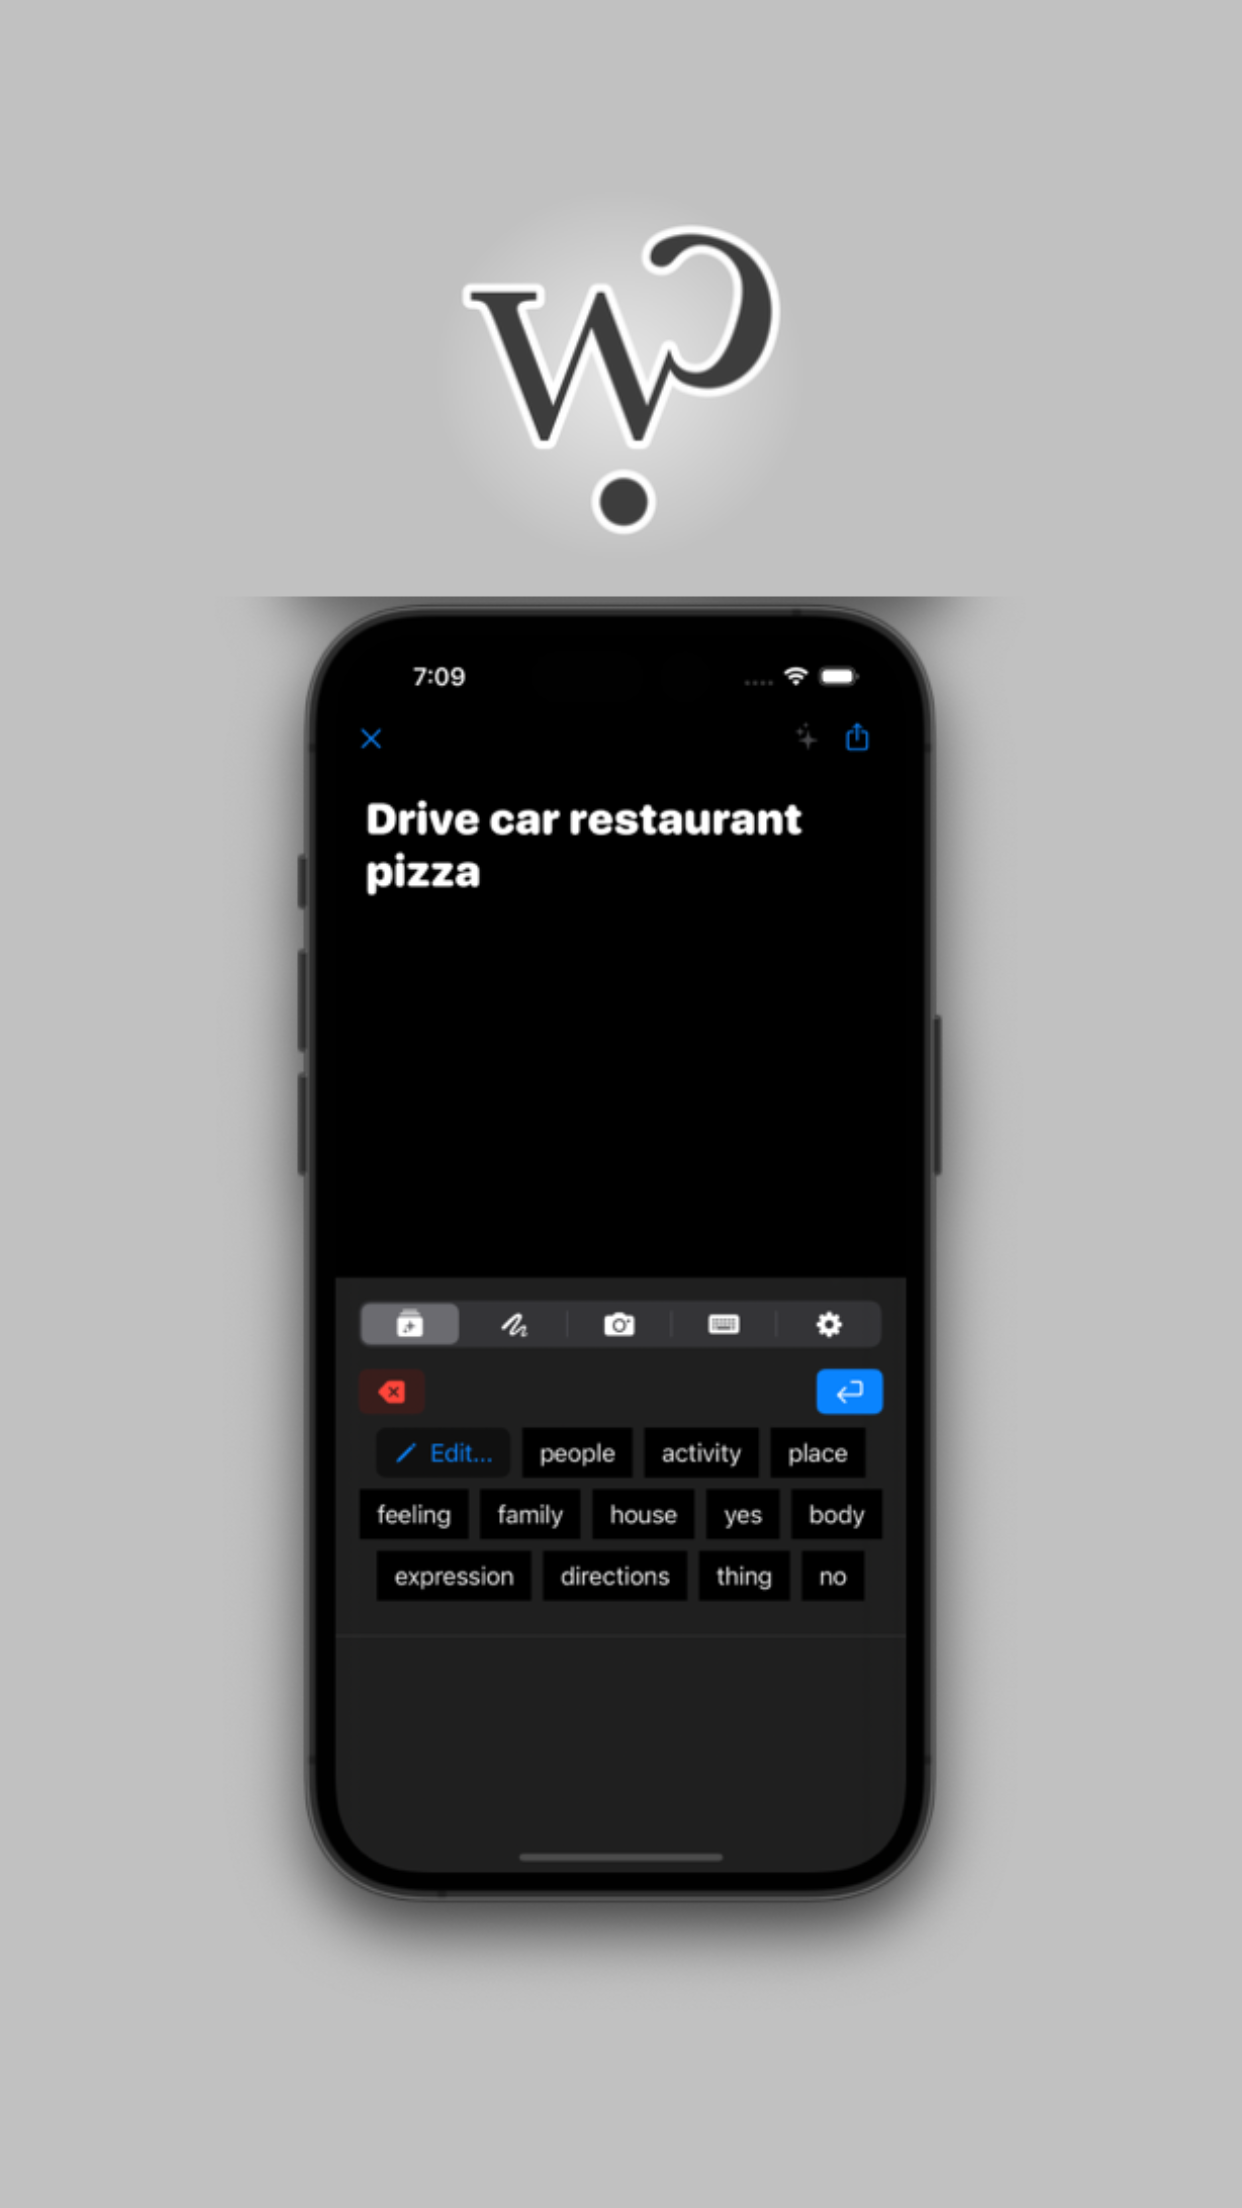 w
7:09
Drive car restaurant
pizza
Edit... people activity place
feeling family house yes body
expression directions thing no